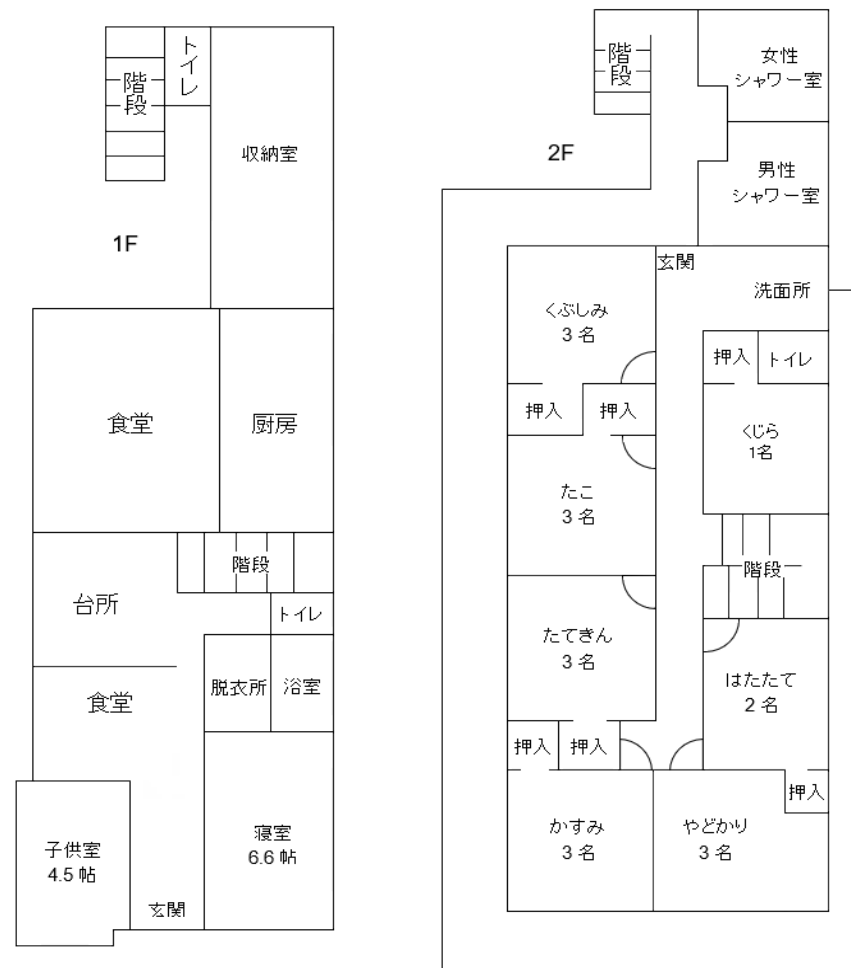 階段
トイレ
収納室
1F
食堂
厨房
階段
台所
トイレ
食堂
脱衣所
浴室
子供室
4.5 帖
寝室
6.6 帖
玄関
階段
女性
シャワー室
2F
男性
シャワー室
玄関
洗面所
くぶしみ
3 名
押入
トイレ
押入
押入
くじら
1名
たこ
3 名
階段
たてきん
3 名
はたたて
2 名
押入
押入
押入
かすみ
3 名
やどかり
3 名